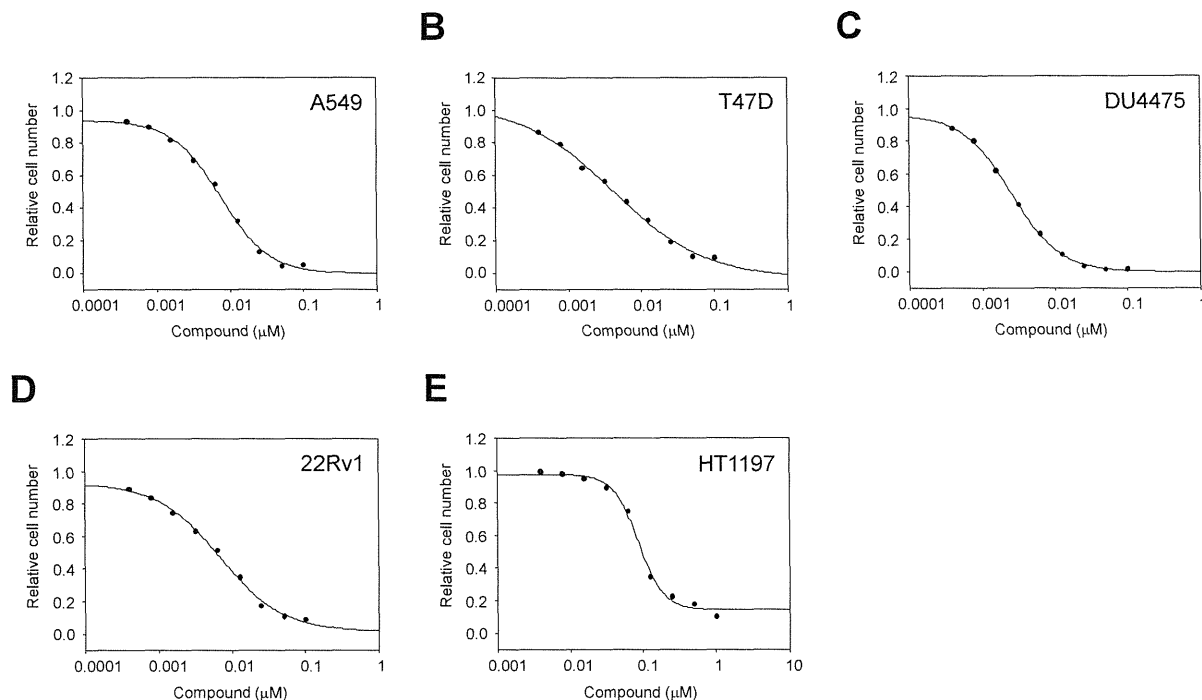 B
C
1.2
1.0
0.8
0.6
0.4
0.2
0.0
Relative cell number
A549
0.0001 0.001 0.01 0.1 1
Compound (μM)
1.2
1.0
0.8
0.6
0.4
0.2
0.0
Relative cell number
T47D
0.0001 0.001 0.01 0.1 1
Compound (μM)
1.2
1.0
0.8
0.6
0.4
0.2
0.0
Relative cell number
DU4475
0.0001 0.001 0.01 0.1 1
Compound (μM)
D
1.2
1.0
0.8
0.6
0.4
0.2
0.0
Relative cell number
22Rv1
0.0001 0.001 0.01 0.1 1
Compound (μM)
E
1.2
1.0
0.8
0.6
0.4
0.2
0.0
Relative cell number
HT1197
0.001 0.01 0.1 1 10
Compound (μM)